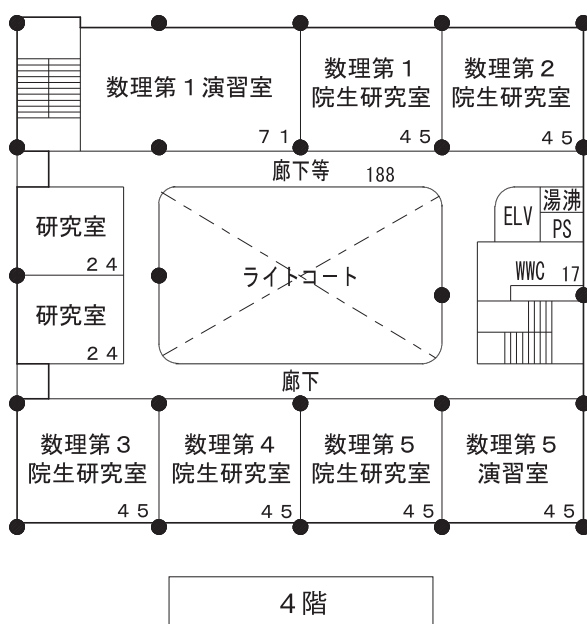 数理第１演習室
７１
数理第１
院生研究室
４５
数理第２
院生研究室
４５
廊下等 188
研究室
２４
研究室
２４
ライトコート
ELV
湯沸
PS
WWC 17
廊下
数理第３
院生研究室
４５
数理第４
院生研究室
４５
数理第５
院生研究室
４５
数理第５
演習室
４５
４階